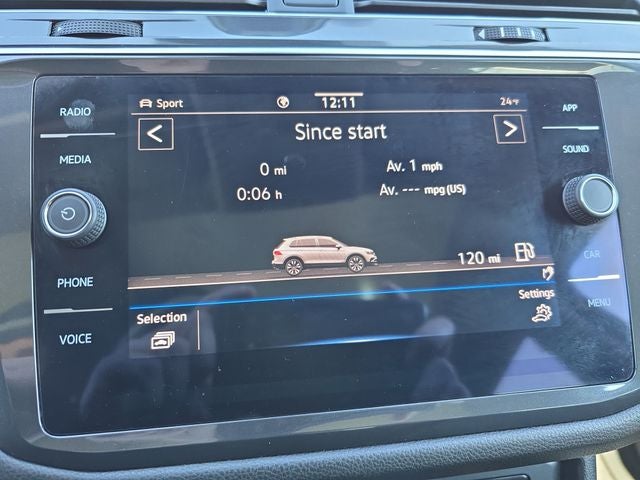 RADIO
MEDIA
PHONE
VOICE
Sport
12:11
24°F
Since start
0 mi
Av. 1 mph
0:06 h
Av. --- mpg (US)
120 mi
Selection
Settings
APP
SOUND
CAR
MENU